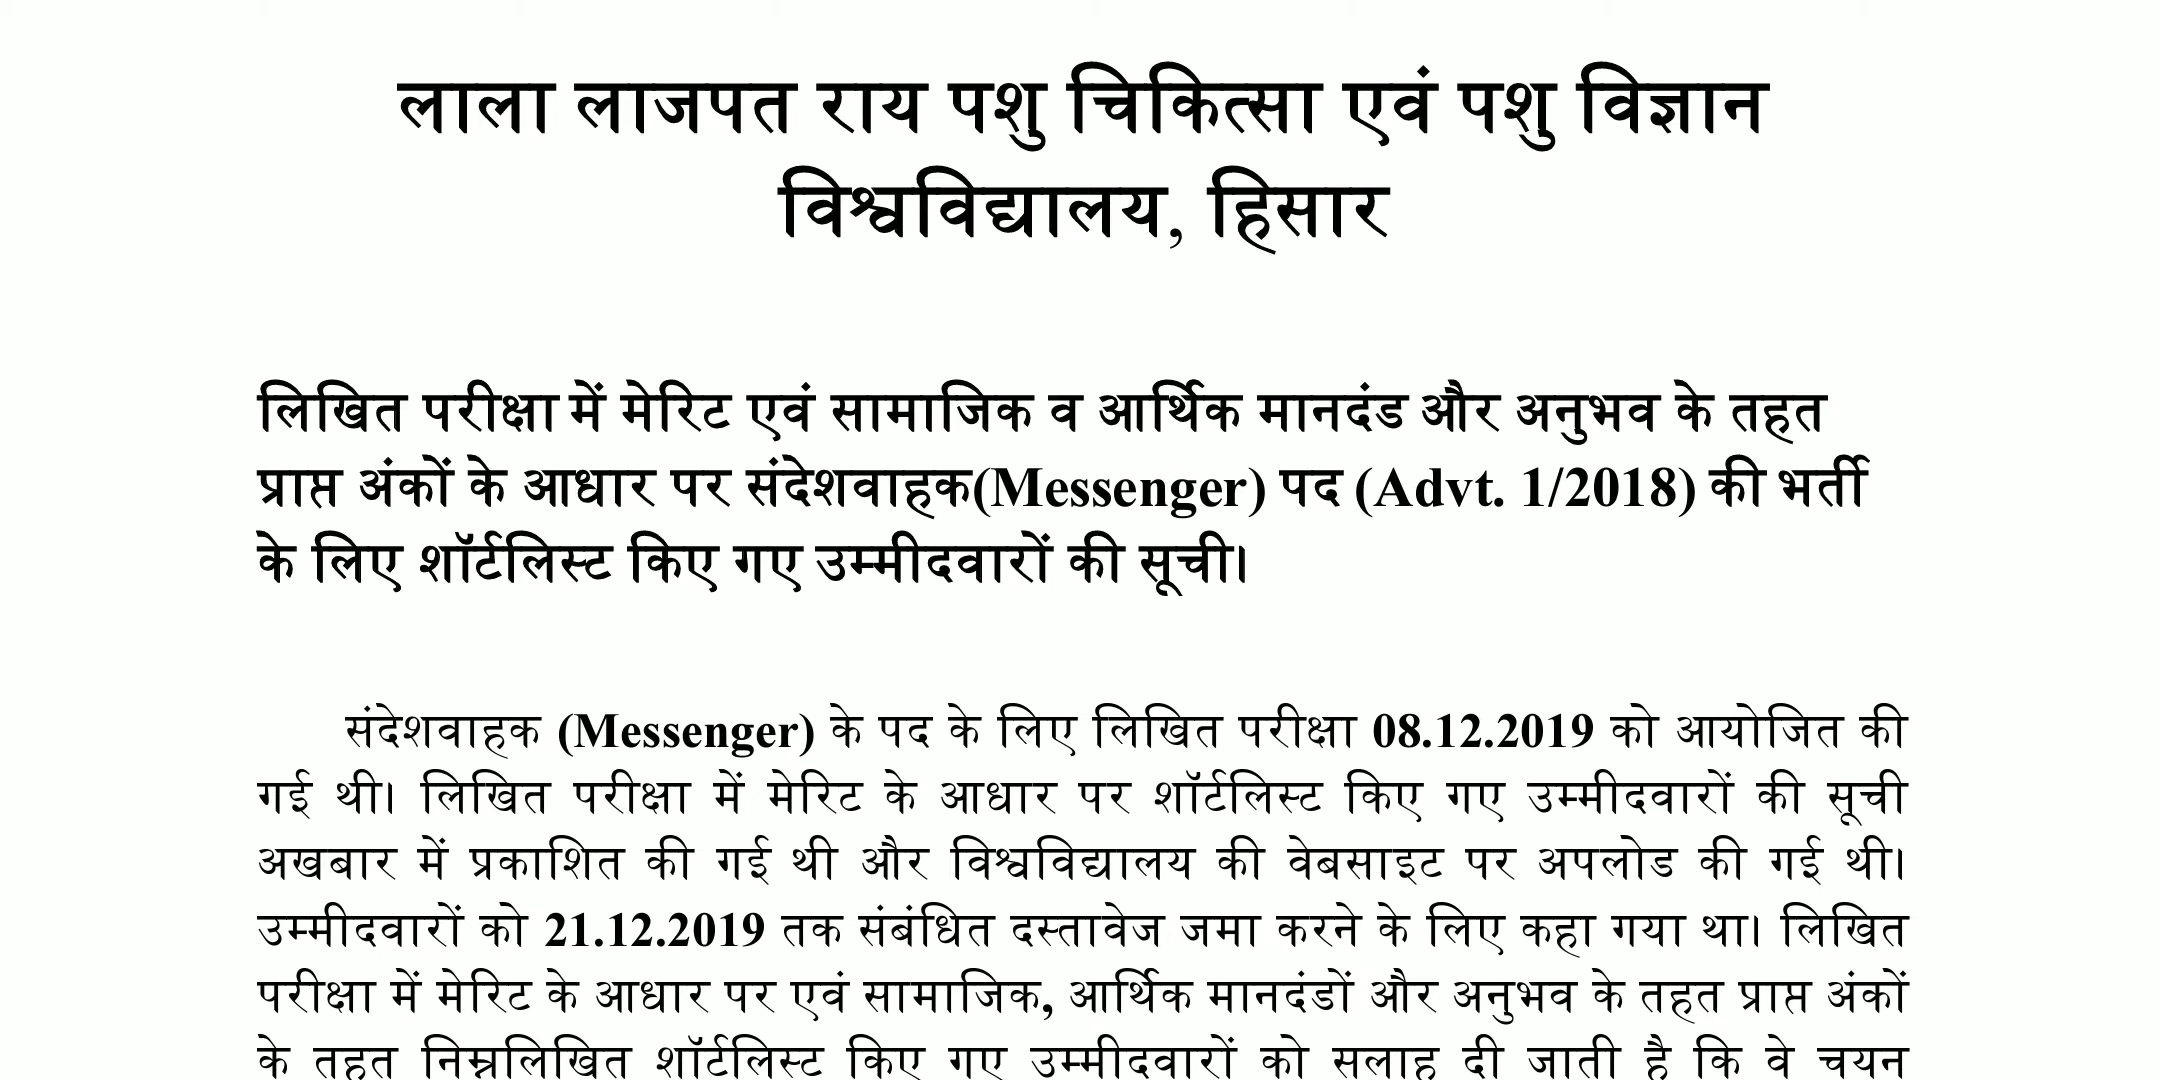 लाला लाजपत राय पशु चिकित्सा एवं पशु विज्ञान
विश्वविद्यालय, हिसार
लिखित परीक्षा में मेरिट एवं सामाजिक व आर्थिक मानदंड और अनुभव के तहत
प्राप्त अंकों के आधार पर संदेशवाहक(Messenger) पद (Advt. 1/2018) की भर्ती
के लिए शॉर्टलिस्ट किए गए उम्मीदवारों की सूची।
संदेशवाहक (Messenger) के पद के लिए लिखित परीक्षा 08.12.2019 को आयोजित की
गई थी। लिखित परीक्षा में मेरिट के आधार पर शॉर्टलिस्ट किए गए उम्मीदवारों की सूची
अखबार में प्रकाशित की गई थी और विश्वविद्यालय की वेबसाइट पर अपलोड की गई थी।
उम्मीदवारों को 21.12.2019 तक संबंधित दस्तावेज जमा करने के लिए कहा गया था। लिखित
परीक्षा में मेरिट के आधार पर एवं सामाजिक, आर्थिक मानदंडों और अनुभव के तहत प्राप्त अंकों
के तहत निम्नलिखित शॉर्टलिस्ट किए गए उम्मीदवारों को सलाह दी जाती है कि वे चयन